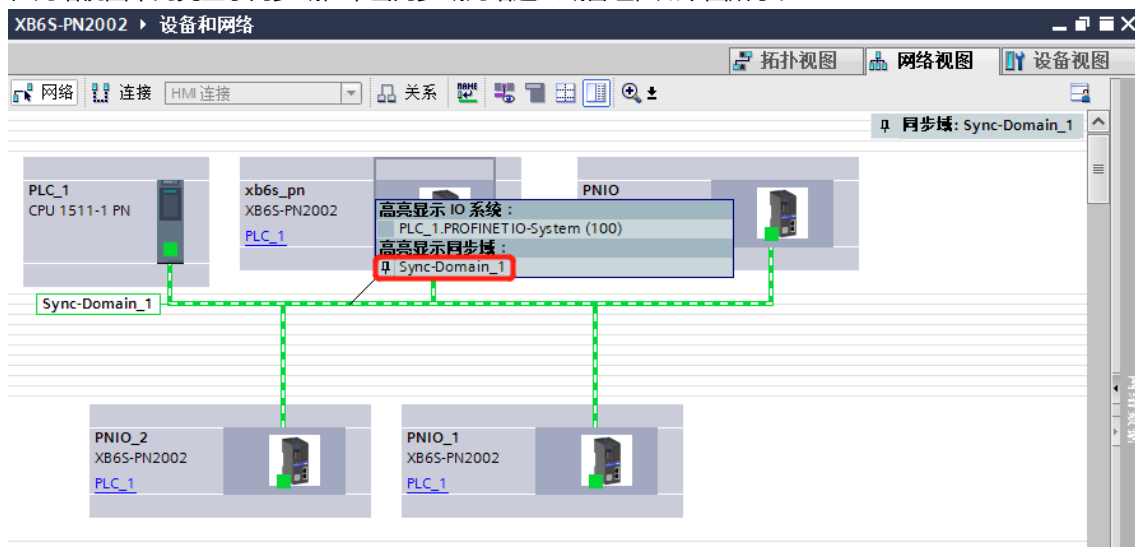 XB6S-PN2002 ▸ 设备和网络
拓扑视图 网络视图 设备视图
网络 连接 HMI 连接 关系
同步域: Sync-Domain_1
PLC_1
CPU 1511-1 PN
xb6s_pn
XB6S-PN2002
PLC_1
PNIO
高亮显示 IO 系统：
PLC_1.PROFINET IO-System (100)
高亮显示同步域：
Sync-Domain_1
Sync-Domain_1
PNIO_2
XB6S-PN2002
PLC_1
PNIO_1
XB6S-PN2002
PLC_1